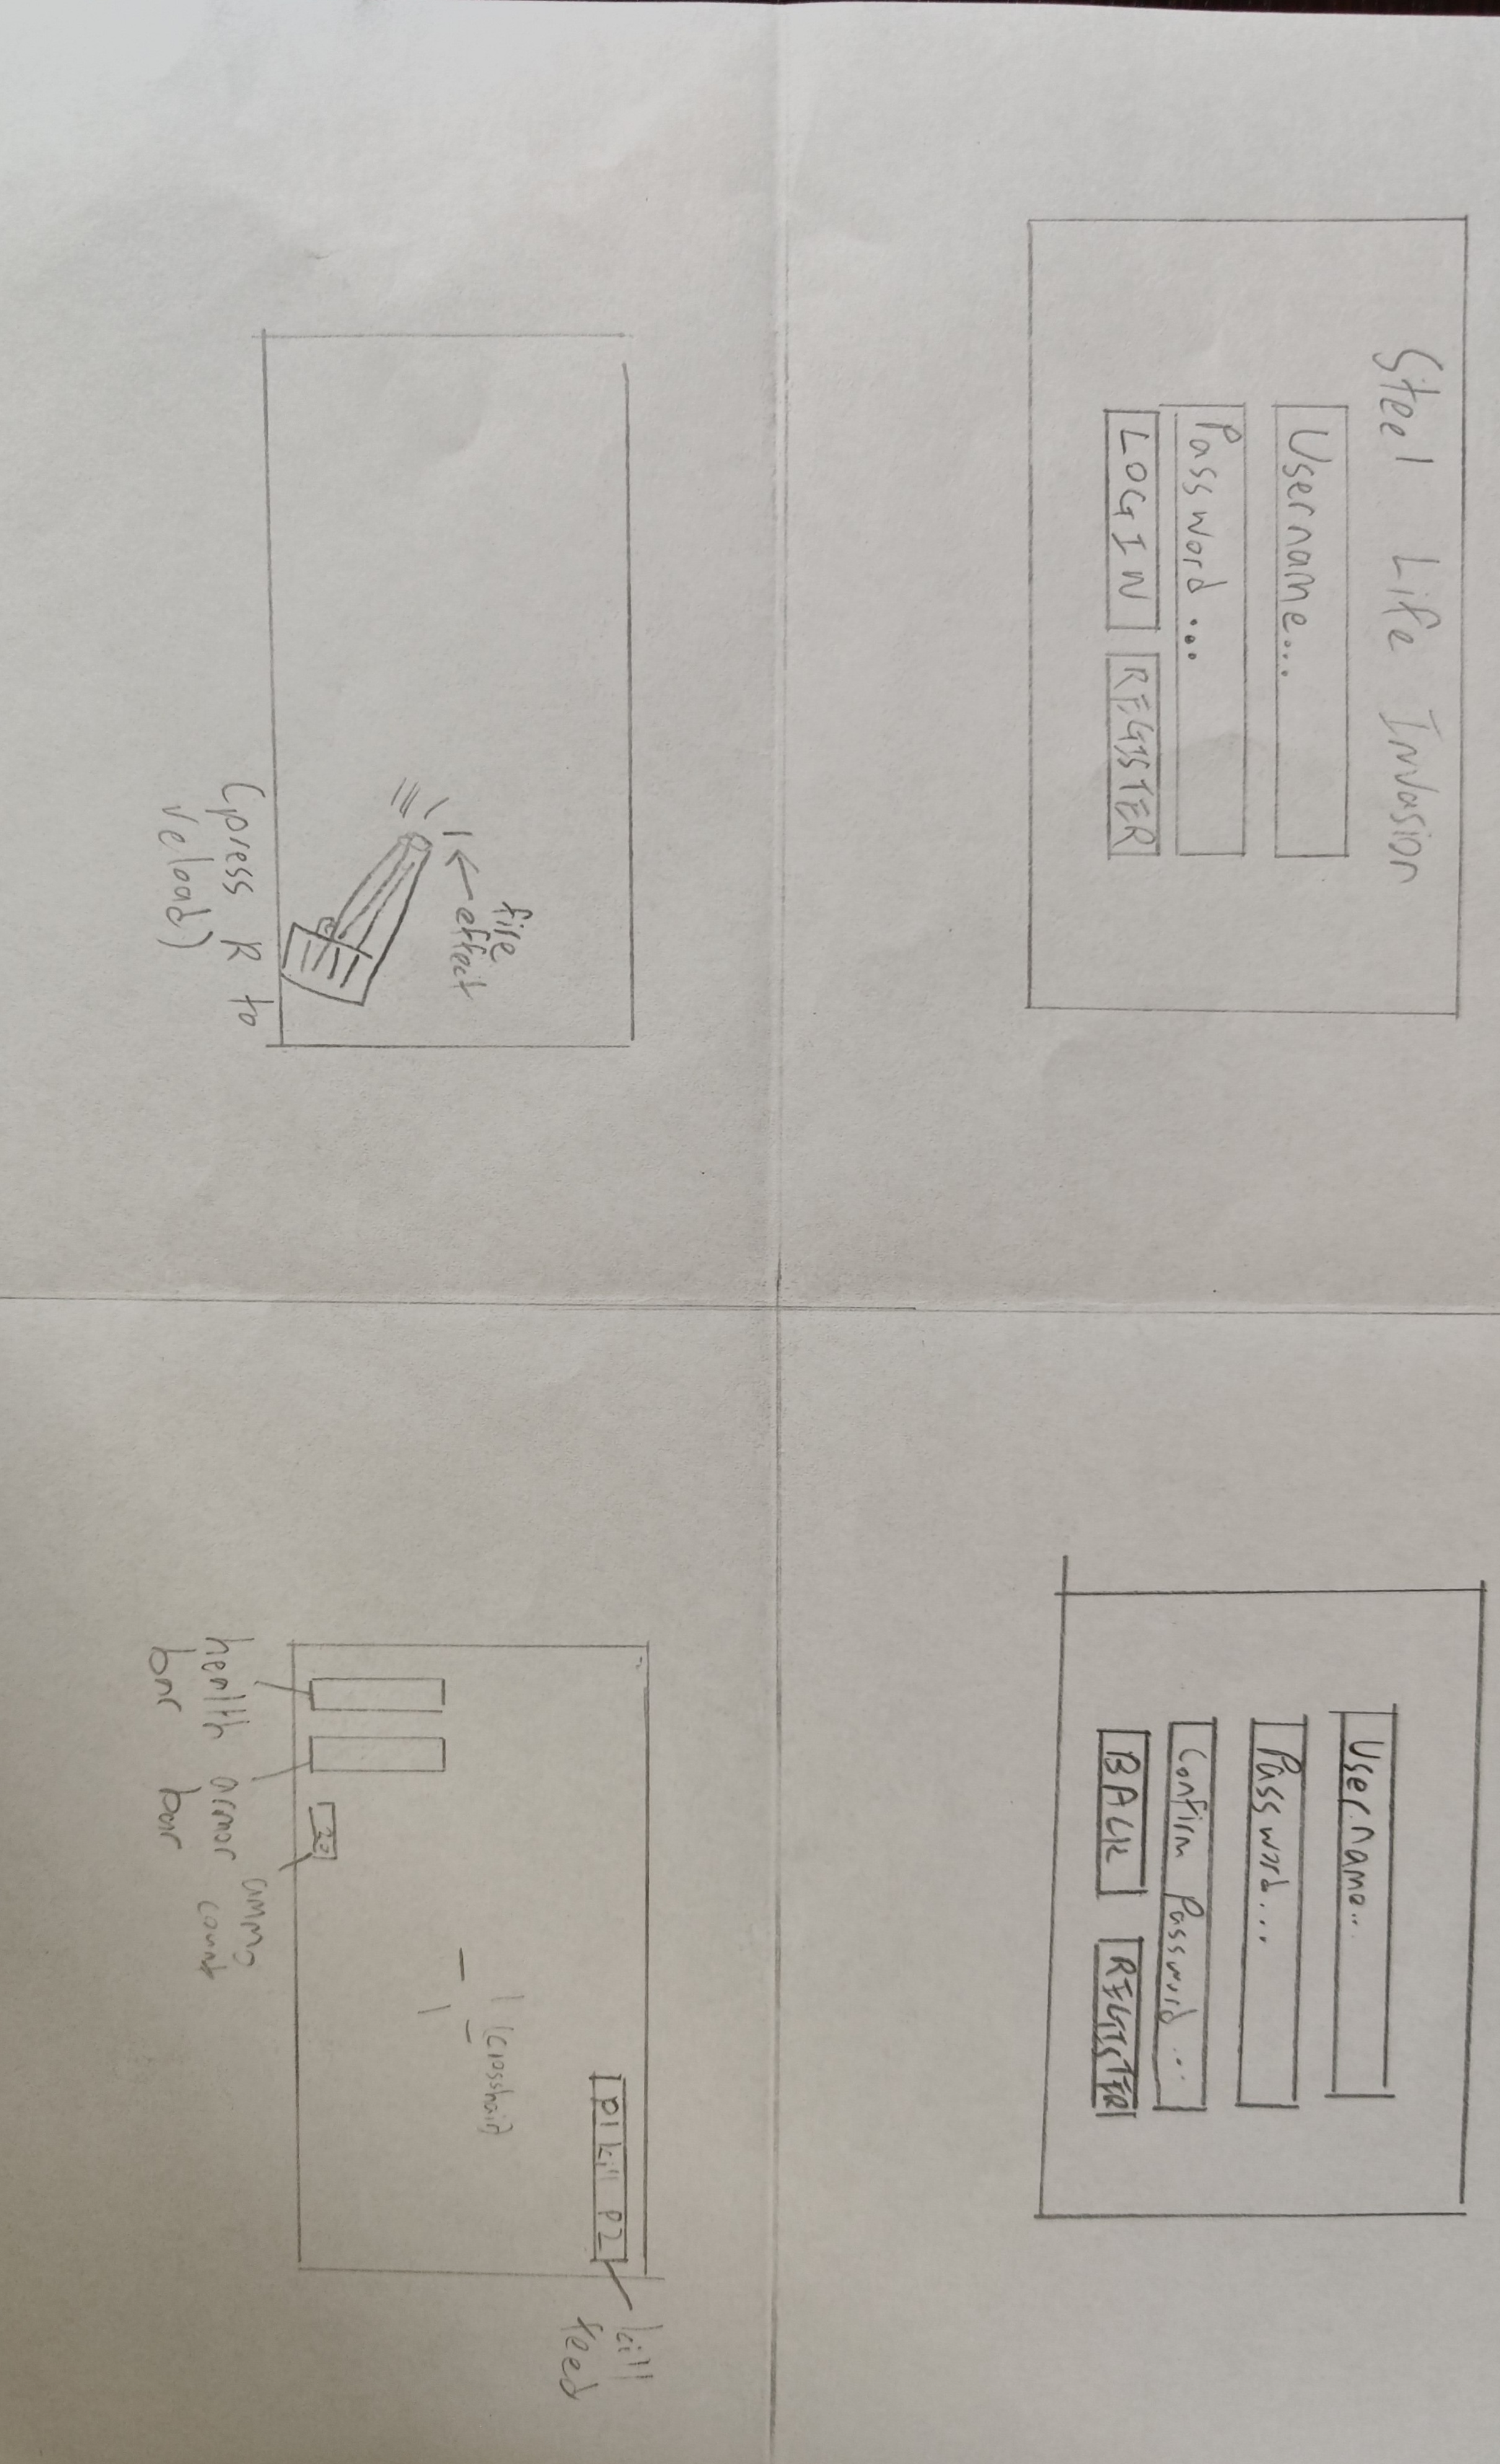 Steel Life Invasion
Username...
Password...
LOGIN REGISTER
Username...
Password...
Confirm Password...
BACK REGISTER
fire
effect
(press R to
reload)
P1 kill P2
kill
feed
(crosshair)
health
bar
armor
bar
ammo
count